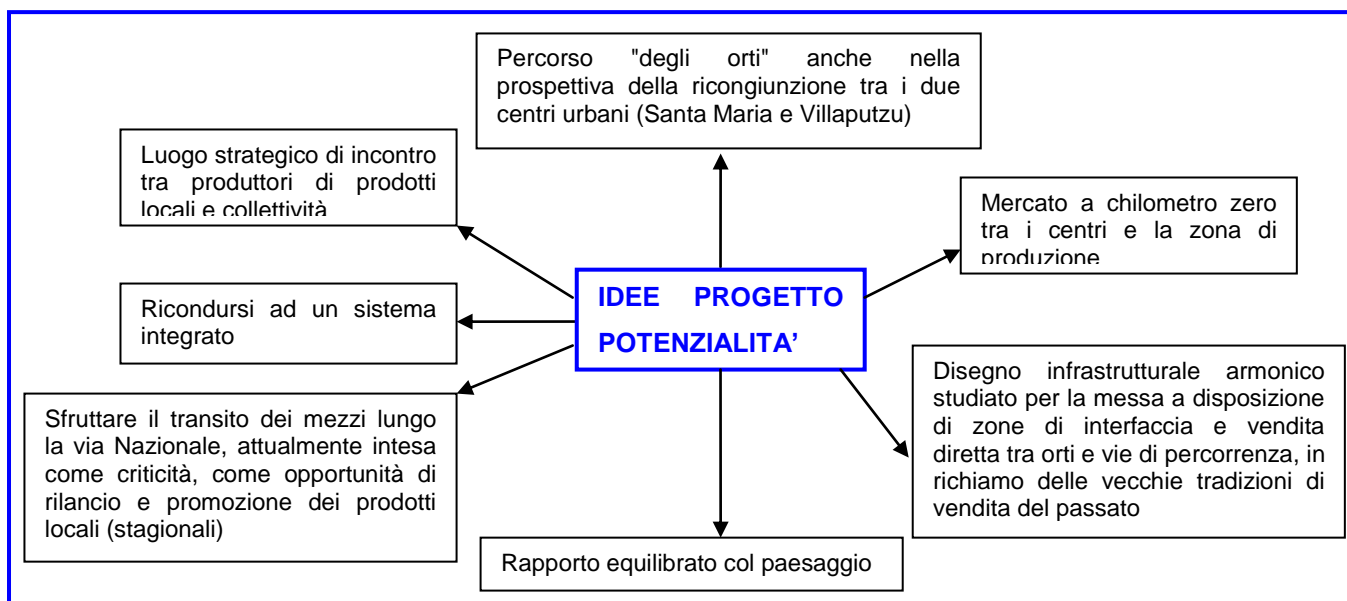 Percorso "degli orti" anche nella
prospettiva della ricongiunzione tra i due
centri urbani (Santa Maria e Villaputzu)
Luogo strategico di incontro
tra produttori di prodotti
locali e collettività
Mercato a chilometro zero
tra i centri e la zona di
produzione
IDEE PROGETTO
POTENZIALITA’
Ricondursi ad un sistema
integrato
Disegno infrastrutturale armonico
studiato per la messa a disposizione
di zone di interfaccia e vendita
diretta tra orti e vie di percorrenza, in
richiamo delle vecchie tradizioni di
vendita del passato
Sfruttare il transito dei mezzi lungo
la via Nazionale, attualmente intesa
come criticità, come opportunità di
rilancio e promozione dei prodotti
locali (stagionali)
Rapporto equilibrato col paesaggio